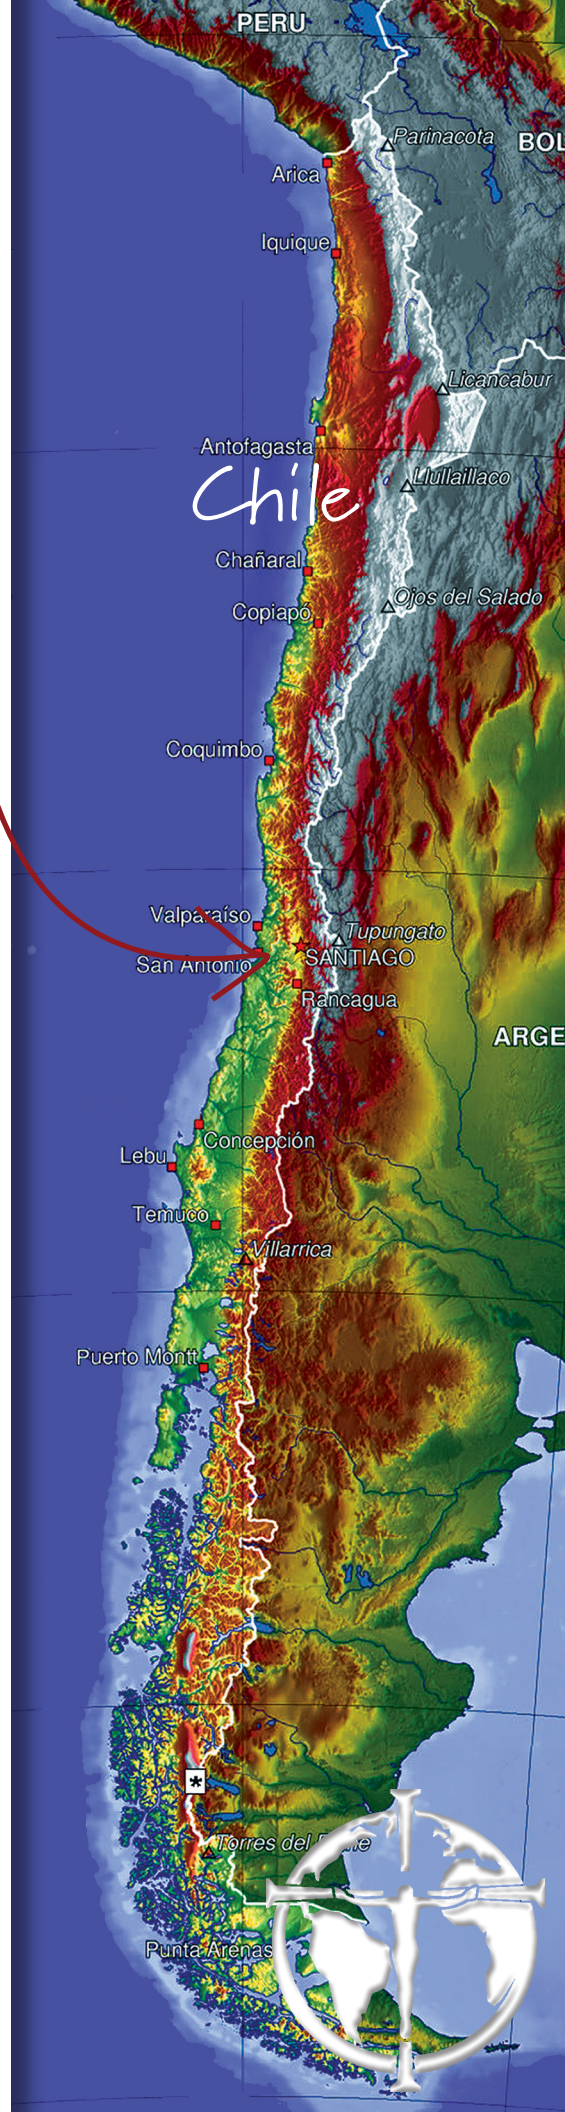 PERU
Parinacota
BOL
Arica
Iquique
Licancabur
Antofagasta
Llullaillaco
Chile
Chañaral
Ojos del Salado
Copiapó
Coquimbo
Valparaíso
Tupungato
SANTIAGO
San Antonio
Rancagua
ARGE
Concepción
Lebu
Temuco
Villarrica
Puerto Montt
*
Torres del Paine
Punta Arenas